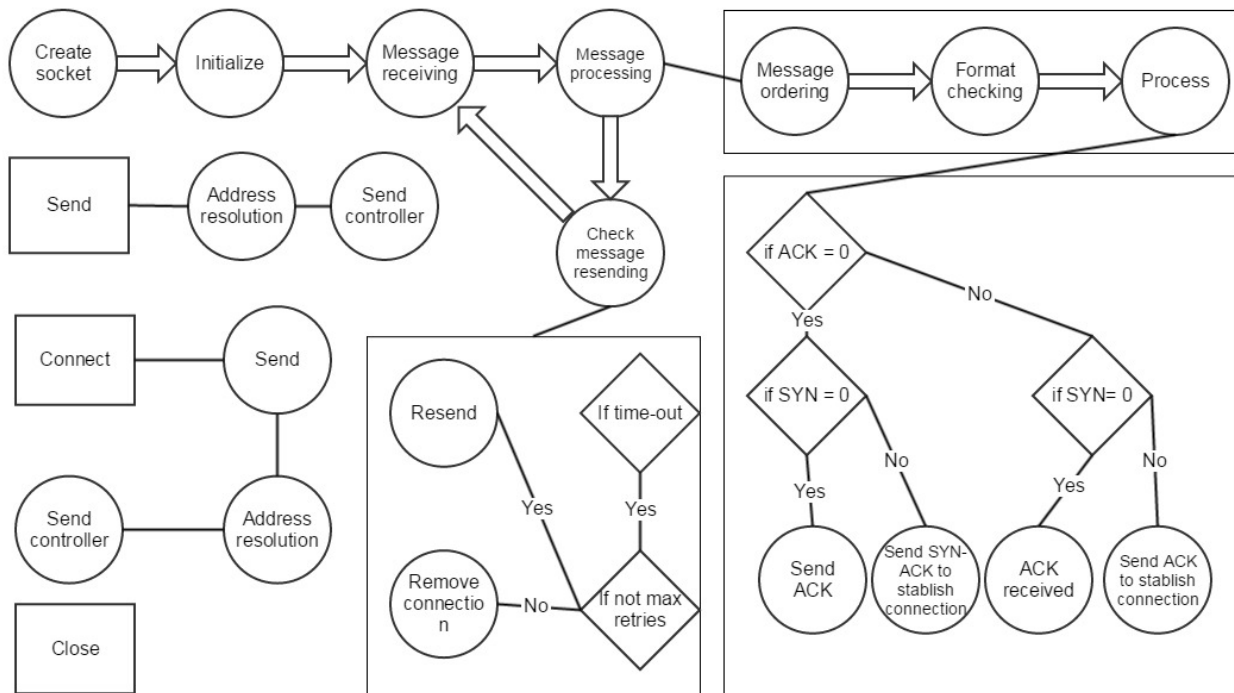 Create
socket
Initialize
Message
receiving
Message
processing
Message
ordering
Format
checking
Process
Send
Address
resolution
Send
controller
Check
message
resending
if ACK = 0
No
Yes
Connect
Send
Resend
If time-out
if SYN = 0
if SYN= 0
No
No
Yes
Yes
Yes
Yes
Send
controller
Address
resolution
Send
ACK
Send SYN-
ACK to
stablish
connection
ACK
received
Send ACK
to stablish
connection
Remove
connectio
n
No
If not max
retries
Close